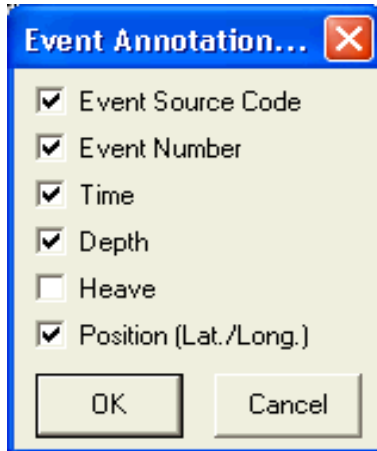 Event Annotation...
Event Source Code
Event Number
Time
Depth
Heave
Position (Lat./Long.)
OK Cancel